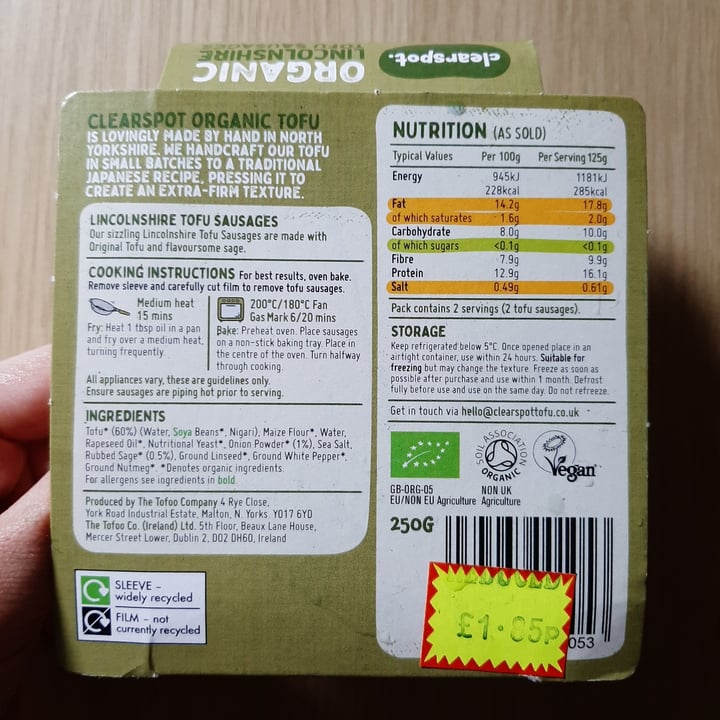 clearspot.
ORGANIC
LINCOLNSHIRE
TOFU SAUSAGES
CLEARSPOT ORGANIC TOFU
IS LOVINGLY MADE BY HAND IN NORTH
YORKSHIRE. WE HANDCRAFT OUR TOFU
IN SMALL BATCHES TO A TRADITIONAL
JAPANESE RECIPE, PRESSING IT TO
CREATE AN EXTRA-FIRM TEXTURE.
LINCOLNSHIRE TOFU SAUSAGES
Our sizzling Lincolnshire Tofu Sausages are made with
Original Tofu and flavoursome sage.
COOKING INSTRUCTIONS For best results, oven bake.
Remove sleeve and carefully cut film to remove tofu sausages.
Medium heat
15 mins
Fry: Heat 1 tbsp oil in a pan
and fry over a medium heat,
turning frequently.
200°C/180°C Fan
Gas Mark 6/20 mins
Bake: Preheat oven. Place sausages
on a non-stick baking tray. Place in
the centre of the oven. Turn halfway
through cooking.
All appliances vary, these are guidelines only.
Ensure sausages are piping hot prior to serving.
INGREDIENTS
Tofu* (60%) (Water, Soya Beans*, Nigari), Maize Flour*, Water,
Rapeseed Oil*, Nutritional Yeast*, Onion Powder* (1%), Sea Salt,
Rubbed Sage* (0.5%), Ground Linseed*, Ground White Pepper*,
Ground Nutmeg*. *Denotes organic ingredients.
For allergens see ingredients in bold.
Produced by The Tofoo Company 4 Rye Close,
York Road Industrial Estate, Malton, N. Yorks. YO17 6YD
The Tofoo Co. (Ireland) Ltd. 5th Floor, Beaux Lane House,
Mercer Street Lower, Dublin 2, D02 DH60, Ireland
SLEEVE –
widely recycled
FILM – not
currently recycled
NUTRITION (AS SOLD)
Typical Values Per 100g Per Serving 125g
Energy 945kJ 1181kJ
228kcal 285kcal
Fat 14.2g 17.8g
of which saturates 1.6g 2.0g
Carbohydrate 8.0g 10.0g
of which sugars <0.1g <0.1g
Fibre 7.9g 9.9g
Protein 12.9g 16.1g
Salt 0.49g 0.61g
Pack contains 2 servings (2 tofu sausages).
STORAGE
Keep refrigerated below 5°C. Once opened place in an
airtight container, use within 24 hours. Suitable for
freezing but may change the texture. Freeze as soon as
possible after purchase and use within 1 month. Defrost
fully before use and use on the same day. Do not refreeze.
Get in touch via hello@clearspottofu.co.uk
SOIL ASSOCIATION
ORGANIC
Vegan
GB-ORG-05
EU/NON EU Agriculture
NON UK
Agriculture
250G
REDUCED
£1.85p
053